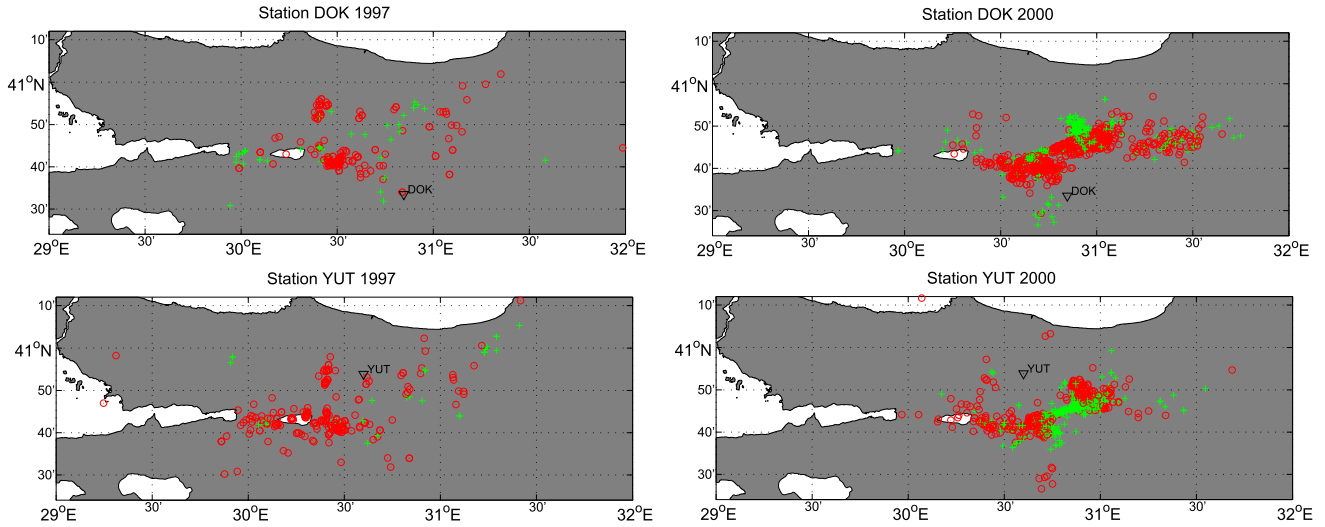 Station DOK 1997
10'
41°N
50'
40'
30'
DOK
29°E
30'
30°E
30'
31°E
30'
32°E
Station DOK 2000
10'
41°N
50'
40'
30'
DOK
29°E
30'
30°E
30'
31°E
30'
32°E
Station YUT 1997
10'
41°N
50'
40'
30'
YUT
29°E
30'
30°E
30'
31°E
30'
32°E
Station YUT 2000
10'
41°N
50'
40'
30'
YUT
29°E
30'
30°E
30'
31°E
30'
32°E